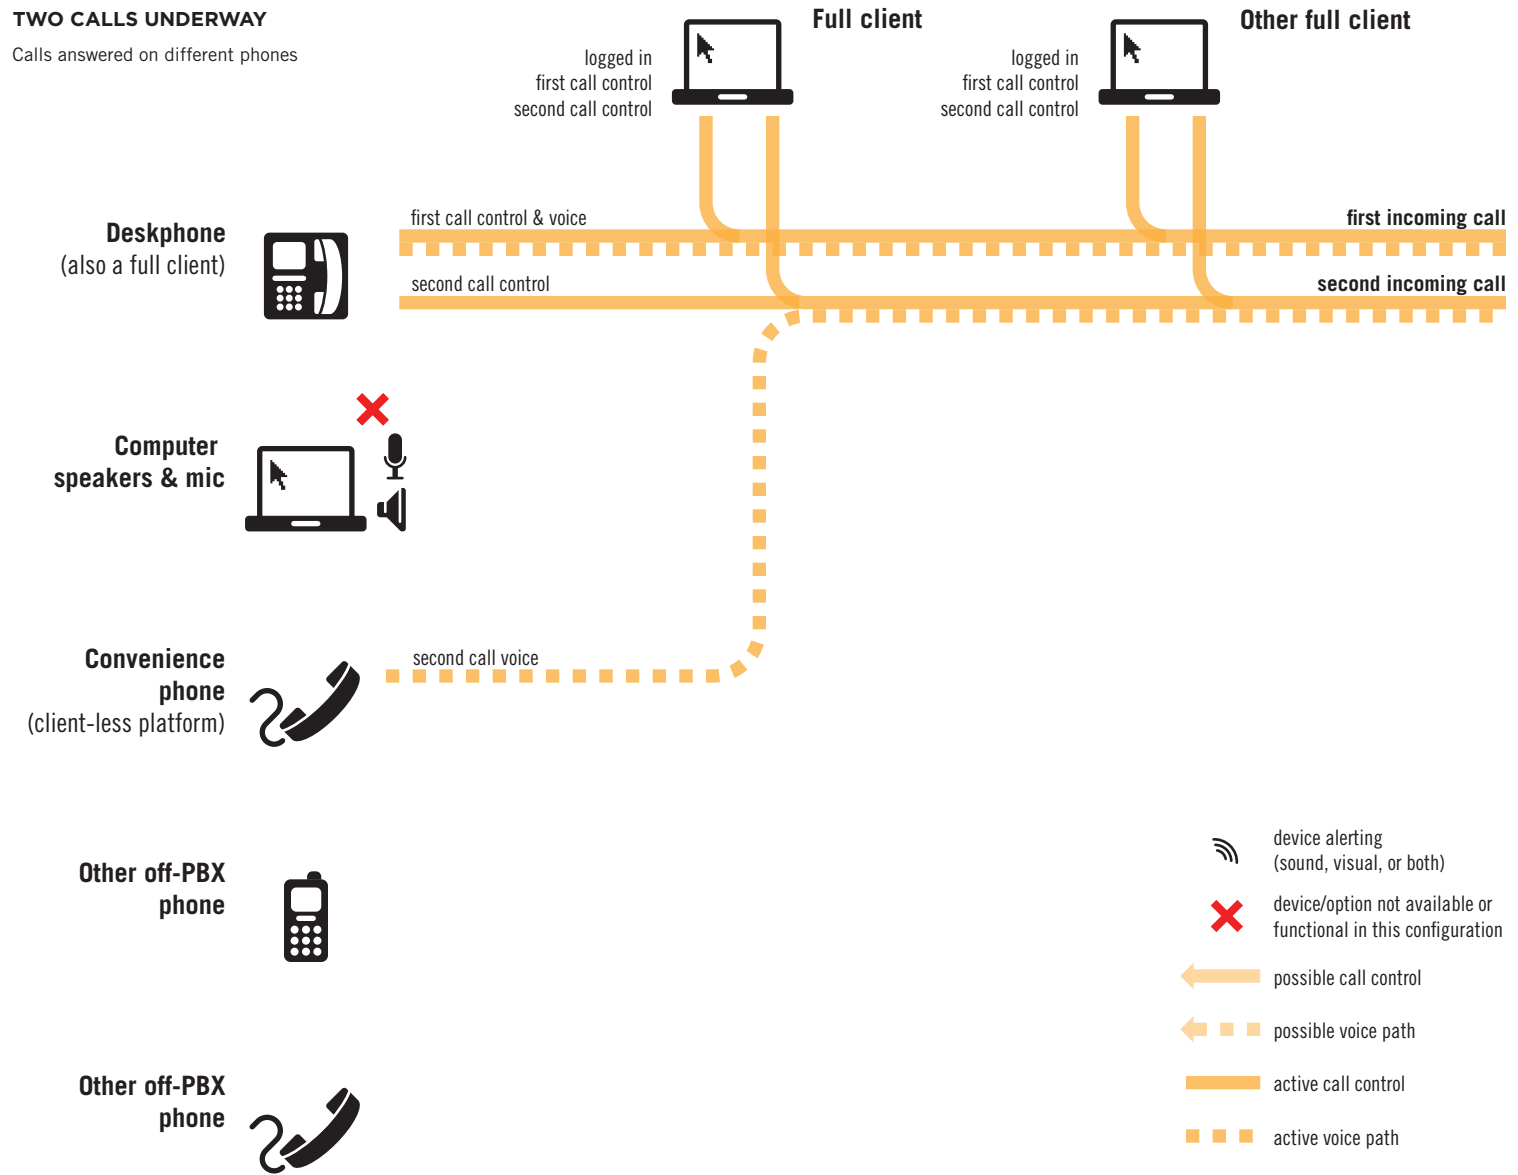 TWO CALLS UNDERWAY
Calls answered on different phones
Full client
logged in
first call control
second call control
Other full client
logged in
first call control
second call control
Deskphone
(also a full client)
first call control & voice
first incoming call
second call control
second incoming call
Computer
speakers & mic
Convenience
phone
(client-less platform)
second call voice
Other off-PBX
phone
Other off-PBX
phone
device alerting
(sound, visual, or both)
device/option not available or
functional in this configuration
possible call control
possible voice path
active call control
active voice path